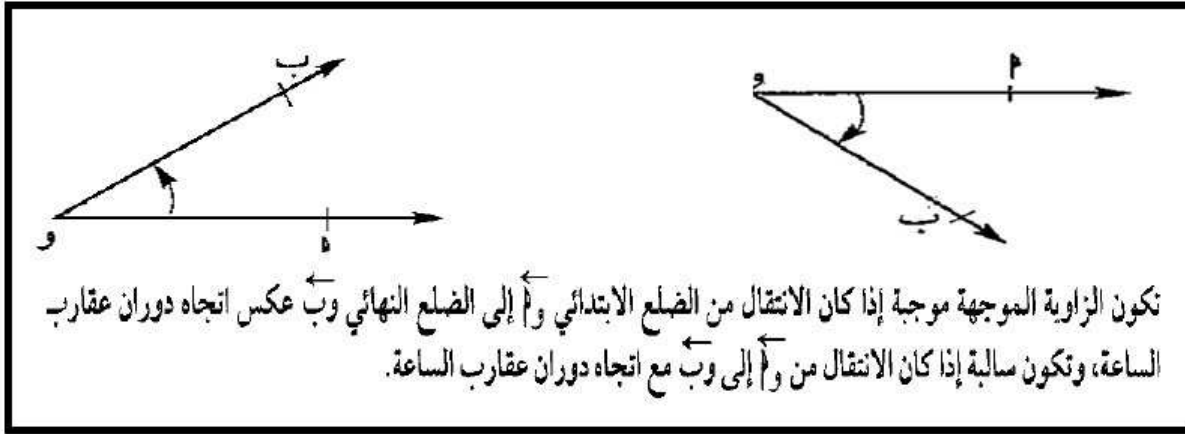 ب
و
أ
و
أ
ب
تكون الزاوية الموجهة موجبة إذا كان الانتقال من الضلع الابتدائي وأ إلى الضلع النهائي وب عكس اتجاه دوران عقارب
الساعة، وتكون سالبة إذا كان الانتقال من وأ إلى وب مع اتجاه دوران عقارب الساعة.